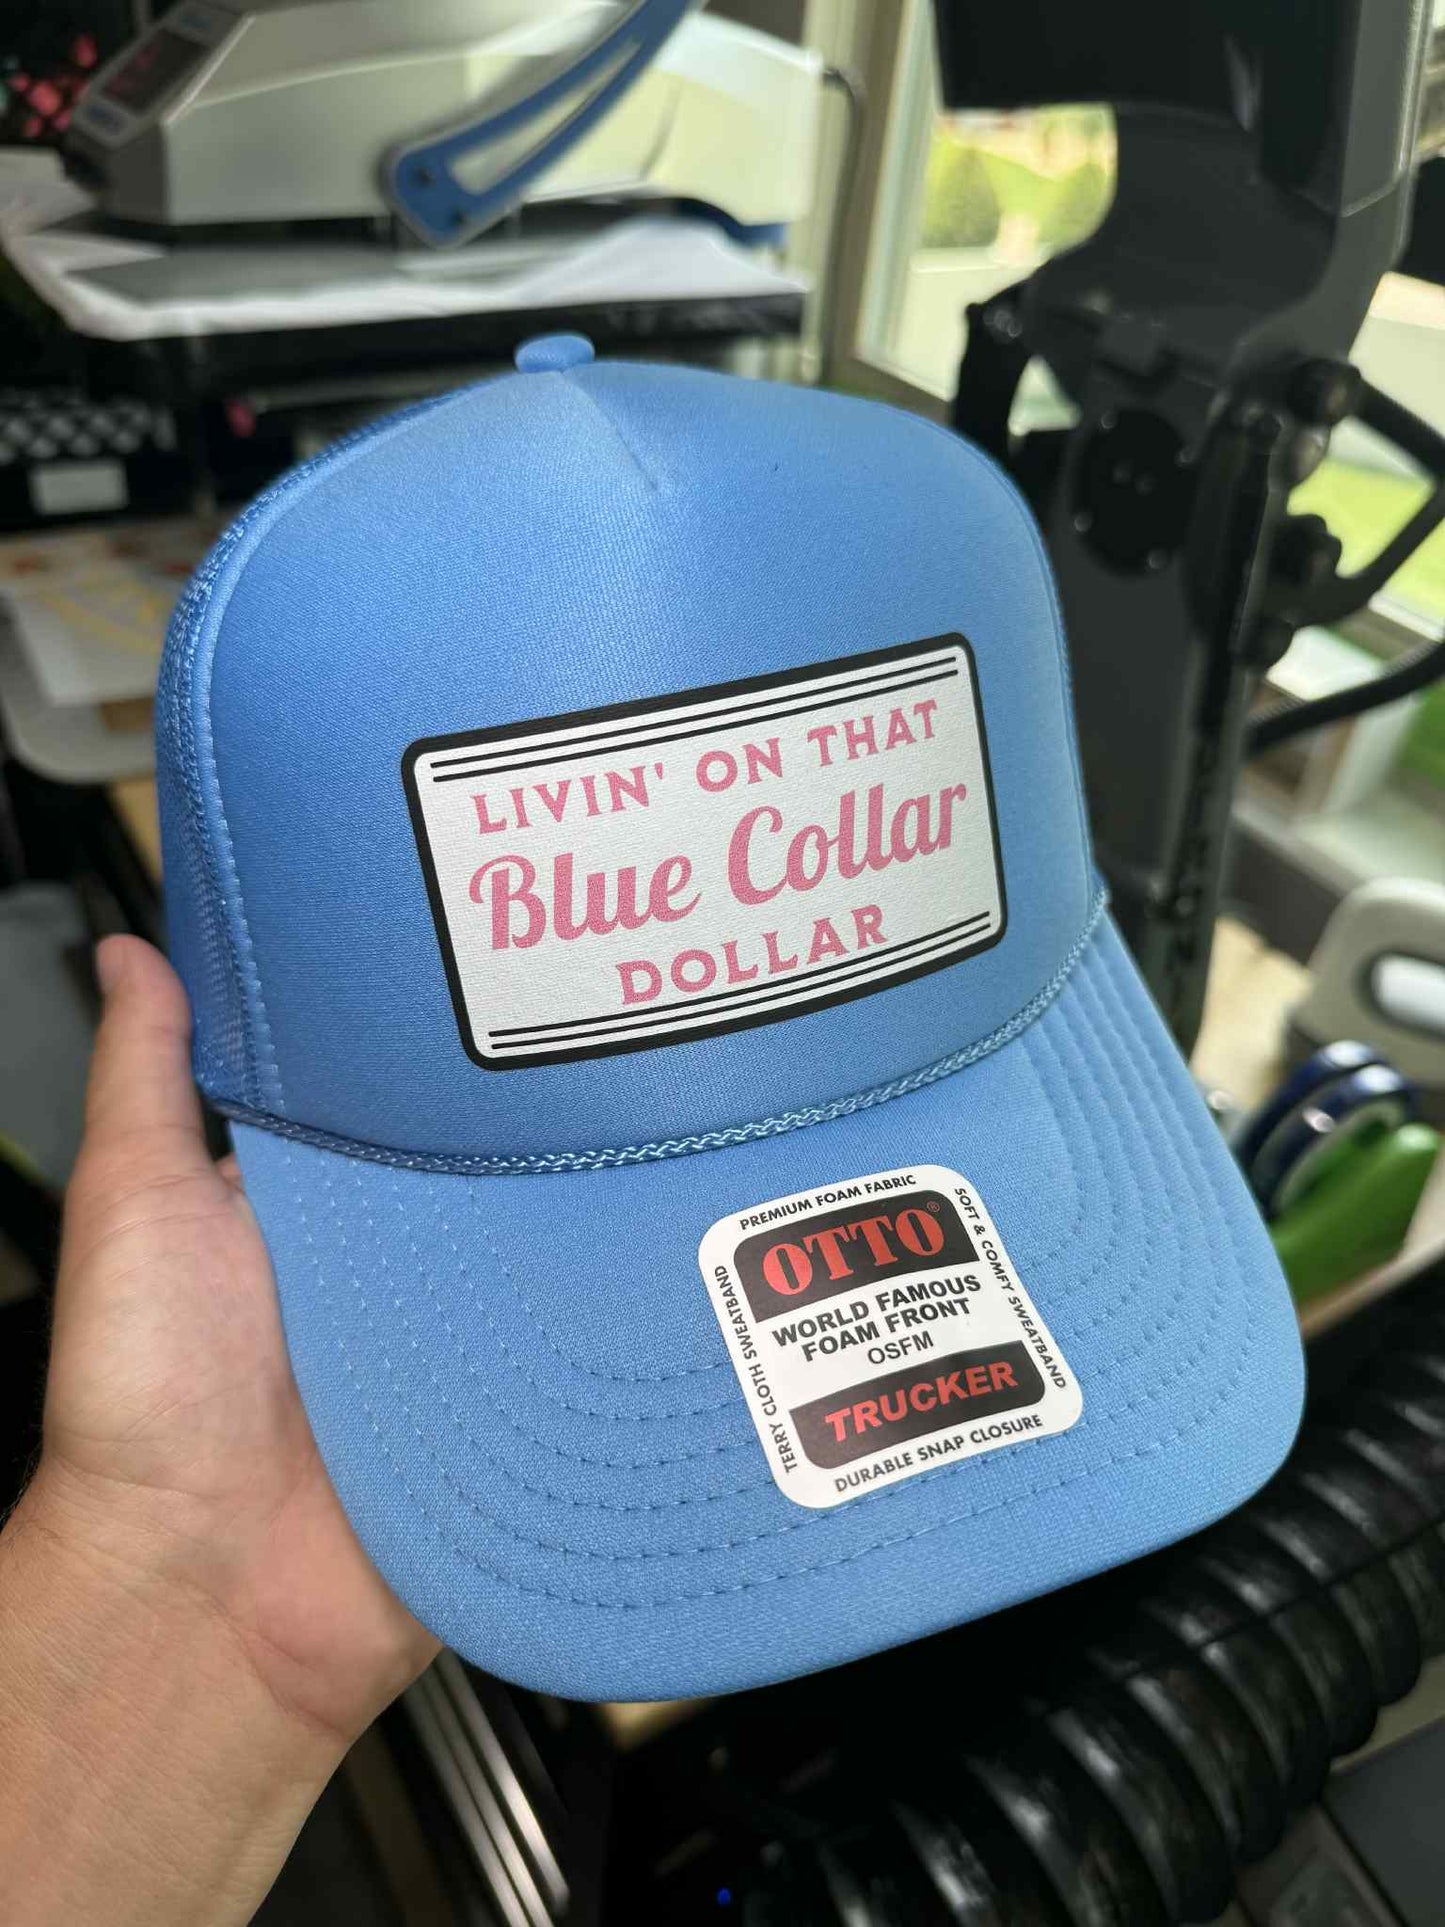 LIVIN' ON THAT
Blue Collar
DOLLAR
PREMIUM FOAM FABRIC
OTTO®
WORLD FAMOUS
FOAM FRONT
OSFM
TRUCKER
DURABLE SNAP CLOSURE
TERRY CLOTH SWEATBAND
SOFT & COMFY SWEATBAND